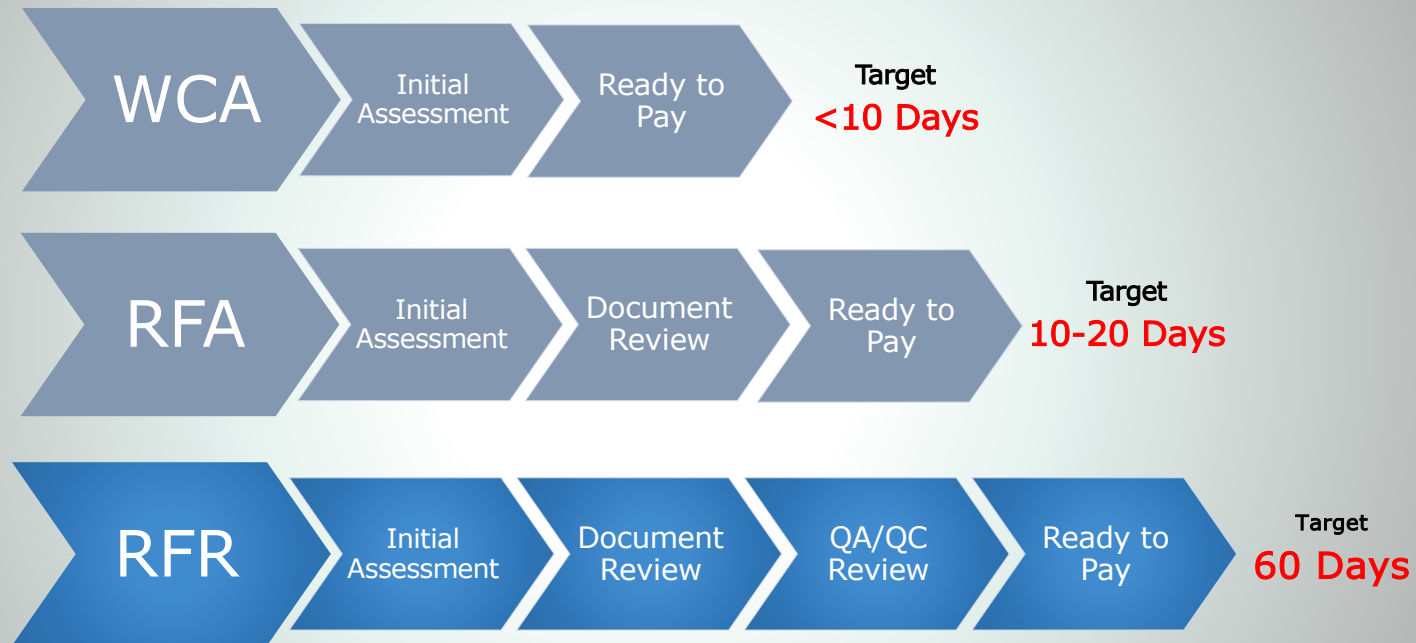 WCA
Initial
Assessment
Ready to
Pay
Target
<10 Days
RFA
Initial
Assessment
Document
Review
Ready to
Pay
Target
10-20 Days
RFR
Initial
Assessment
Document
Review
QA/QC
Review
Ready to
Pay
Target
60 Days